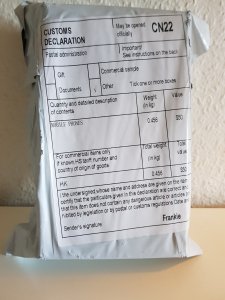 CUSTOMS
DECLARATION
May be opened
officially
CN22
Postal administration
Important!
See instructions on the back
Gift
Commercial sample
Documents
Other
Tick one or more boxes
Quantity and detailed description
of contents
Weight
(in kg)
Value
PHONES
0.456
$50
For commercial items only
If known HS tariff number and
country of origin of goods
Total weight
(in kg)
Total
value
HK
0.456
$50
I, the undersigned whose name and address are given on the item
certify that the particulars given in this declaration are correct and
that this item does not contain any dangerous article or articles
by legislation or by postal or customs regulations Date and
Sender's signature
Frankie